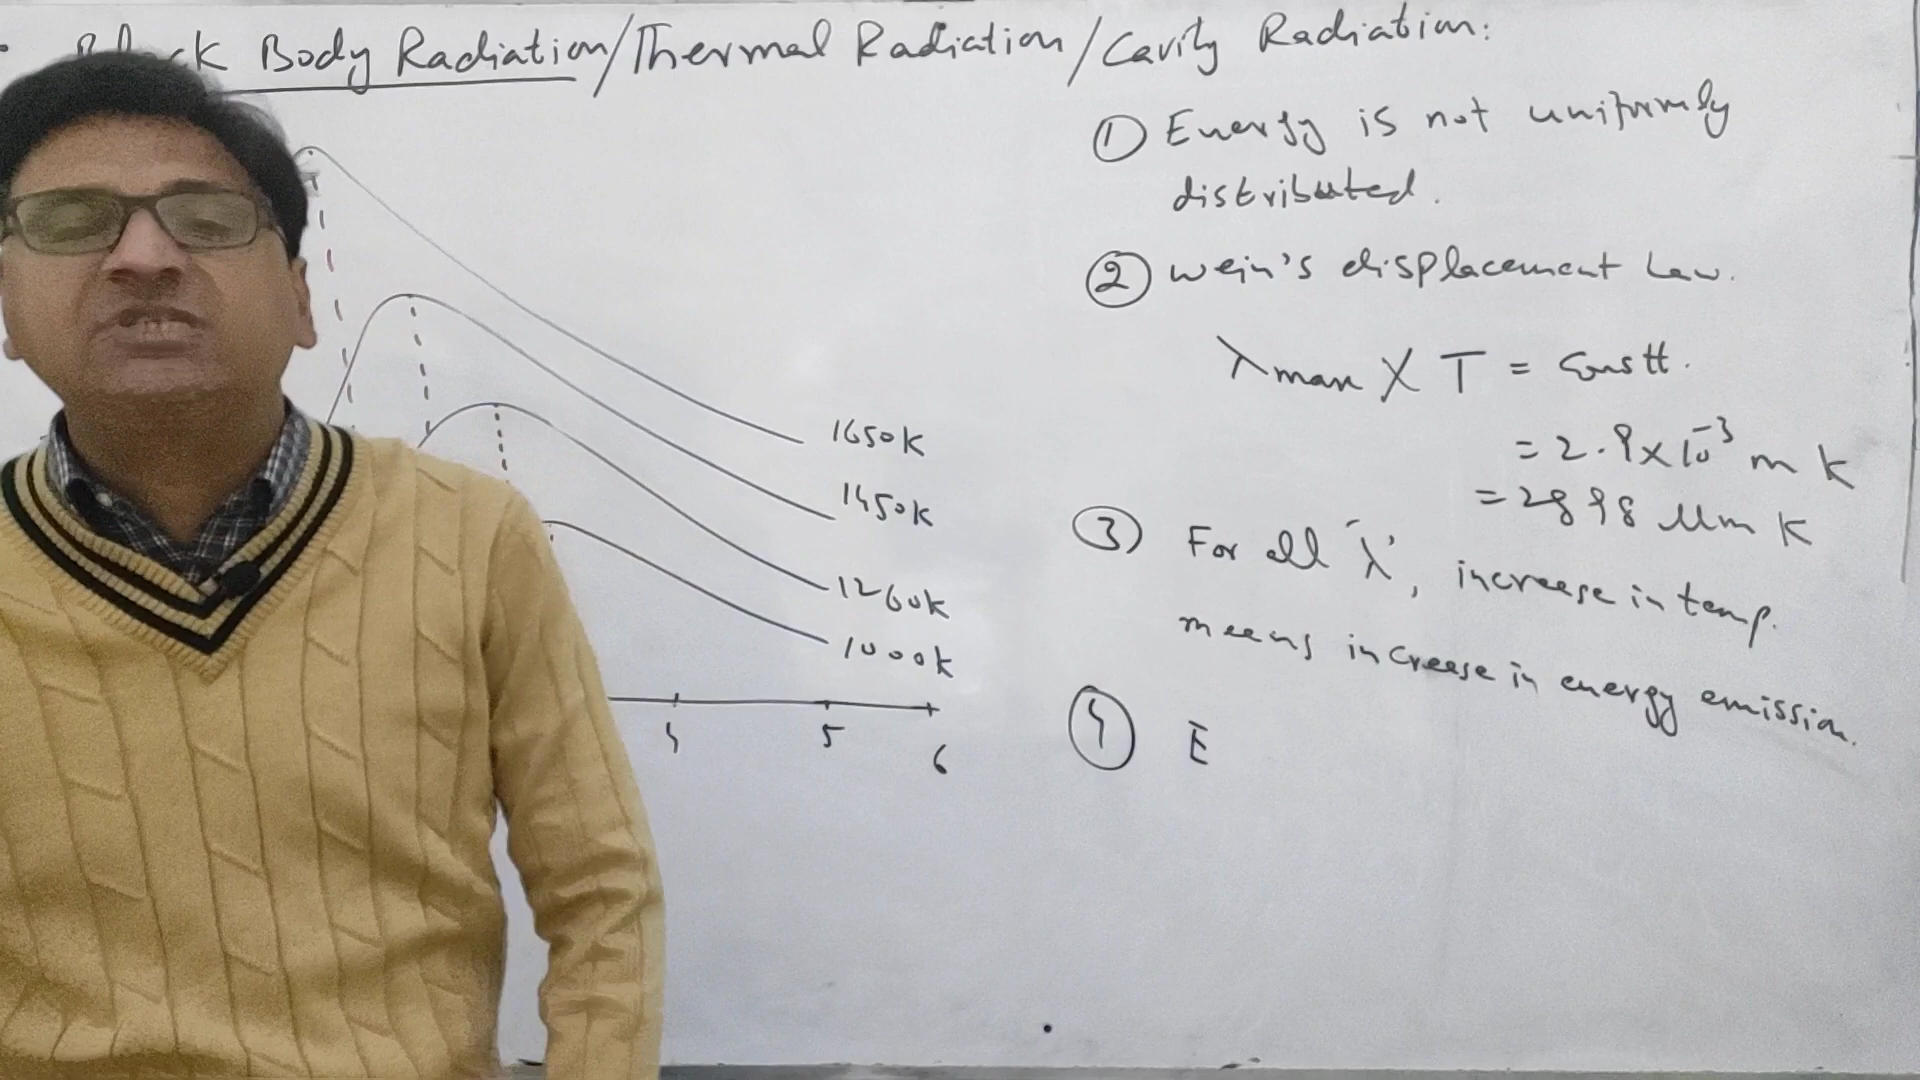 Black Body Radiation/Thermal Radiation/Cavity Radiation:
① Energy is not uniformly
distributed.
② wein's displacement Law.
λmax X T = Constt.
= 2.9x10⁻³ m k
= 2898 μm K
③ For all 'λ', increase in temp.
means increase in energy emission.
④ E
1650k
1450k
1260k
1000k
4 5 6